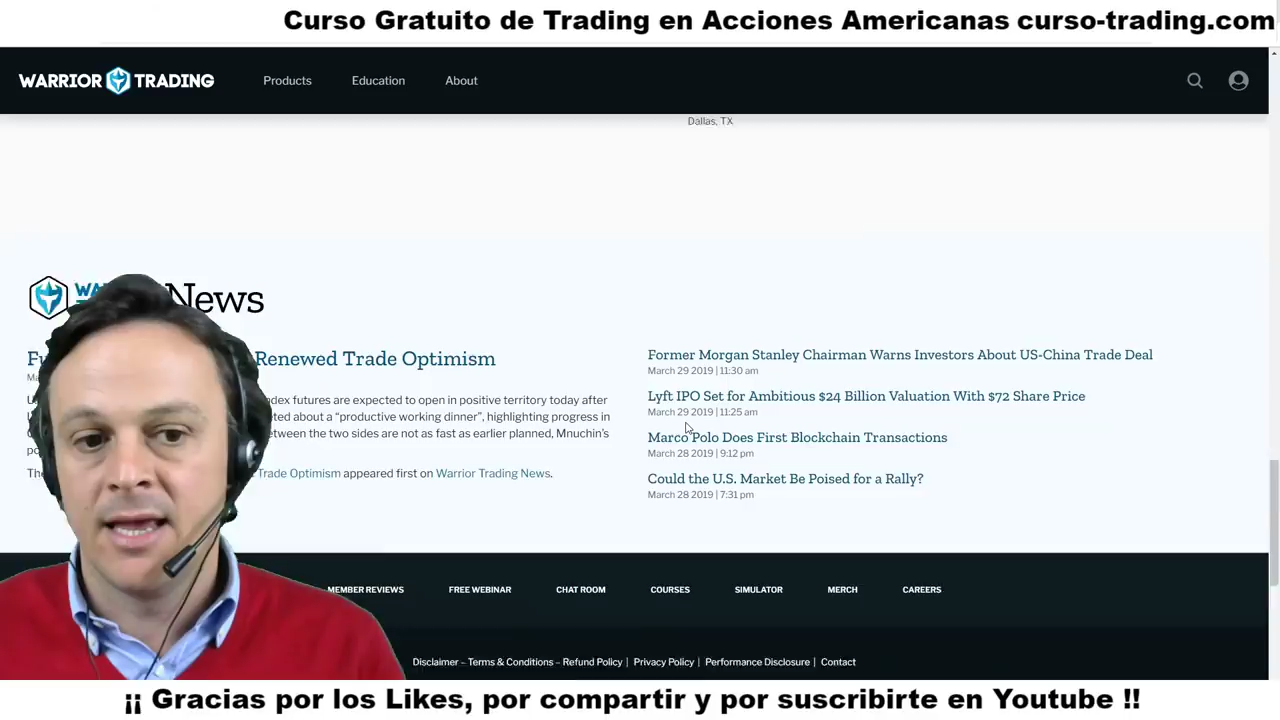 Curso Gratuito de Trading en Acciones Americanas curso-trading.com
WARRIOR TRADING Products Education About
Dallas, TX
News
Renewed Trade Optimism
ndex futures are expected to open in positive territory today after
ted about a “productive working dinner”, highlighting progress in
etween the two sides are not as fast as earlier planned, Mnuchin’s
Trade Optimism appeared first on Warrior Trading News.
Former Morgan Stanley Chairman Warns Investors About US-China Trade Deal
March 29 2019 | 11:30 am
Lyft IPO Set for Ambitious $24 Billion Valuation With $72 Share Price
March 29 2019 | 11:25 am
Marco Polo Does First Blockchain Transactions
March 28 2019 | 9:12 pm
Could the U.S. Market Be Poised for a Rally?
March 28 2019 | 7:31 pm
MEMBER REVIEWS FREE WEBINAR CHAT ROOM COURSES SIMULATOR MERCH CAREERS
Disclaimer – Terms & Conditions – Refund Policy | Privacy Policy | Performance Disclosure | Contact
¡¡ Gracias por los Likes, por compartir y por suscribirte en Youtube !!